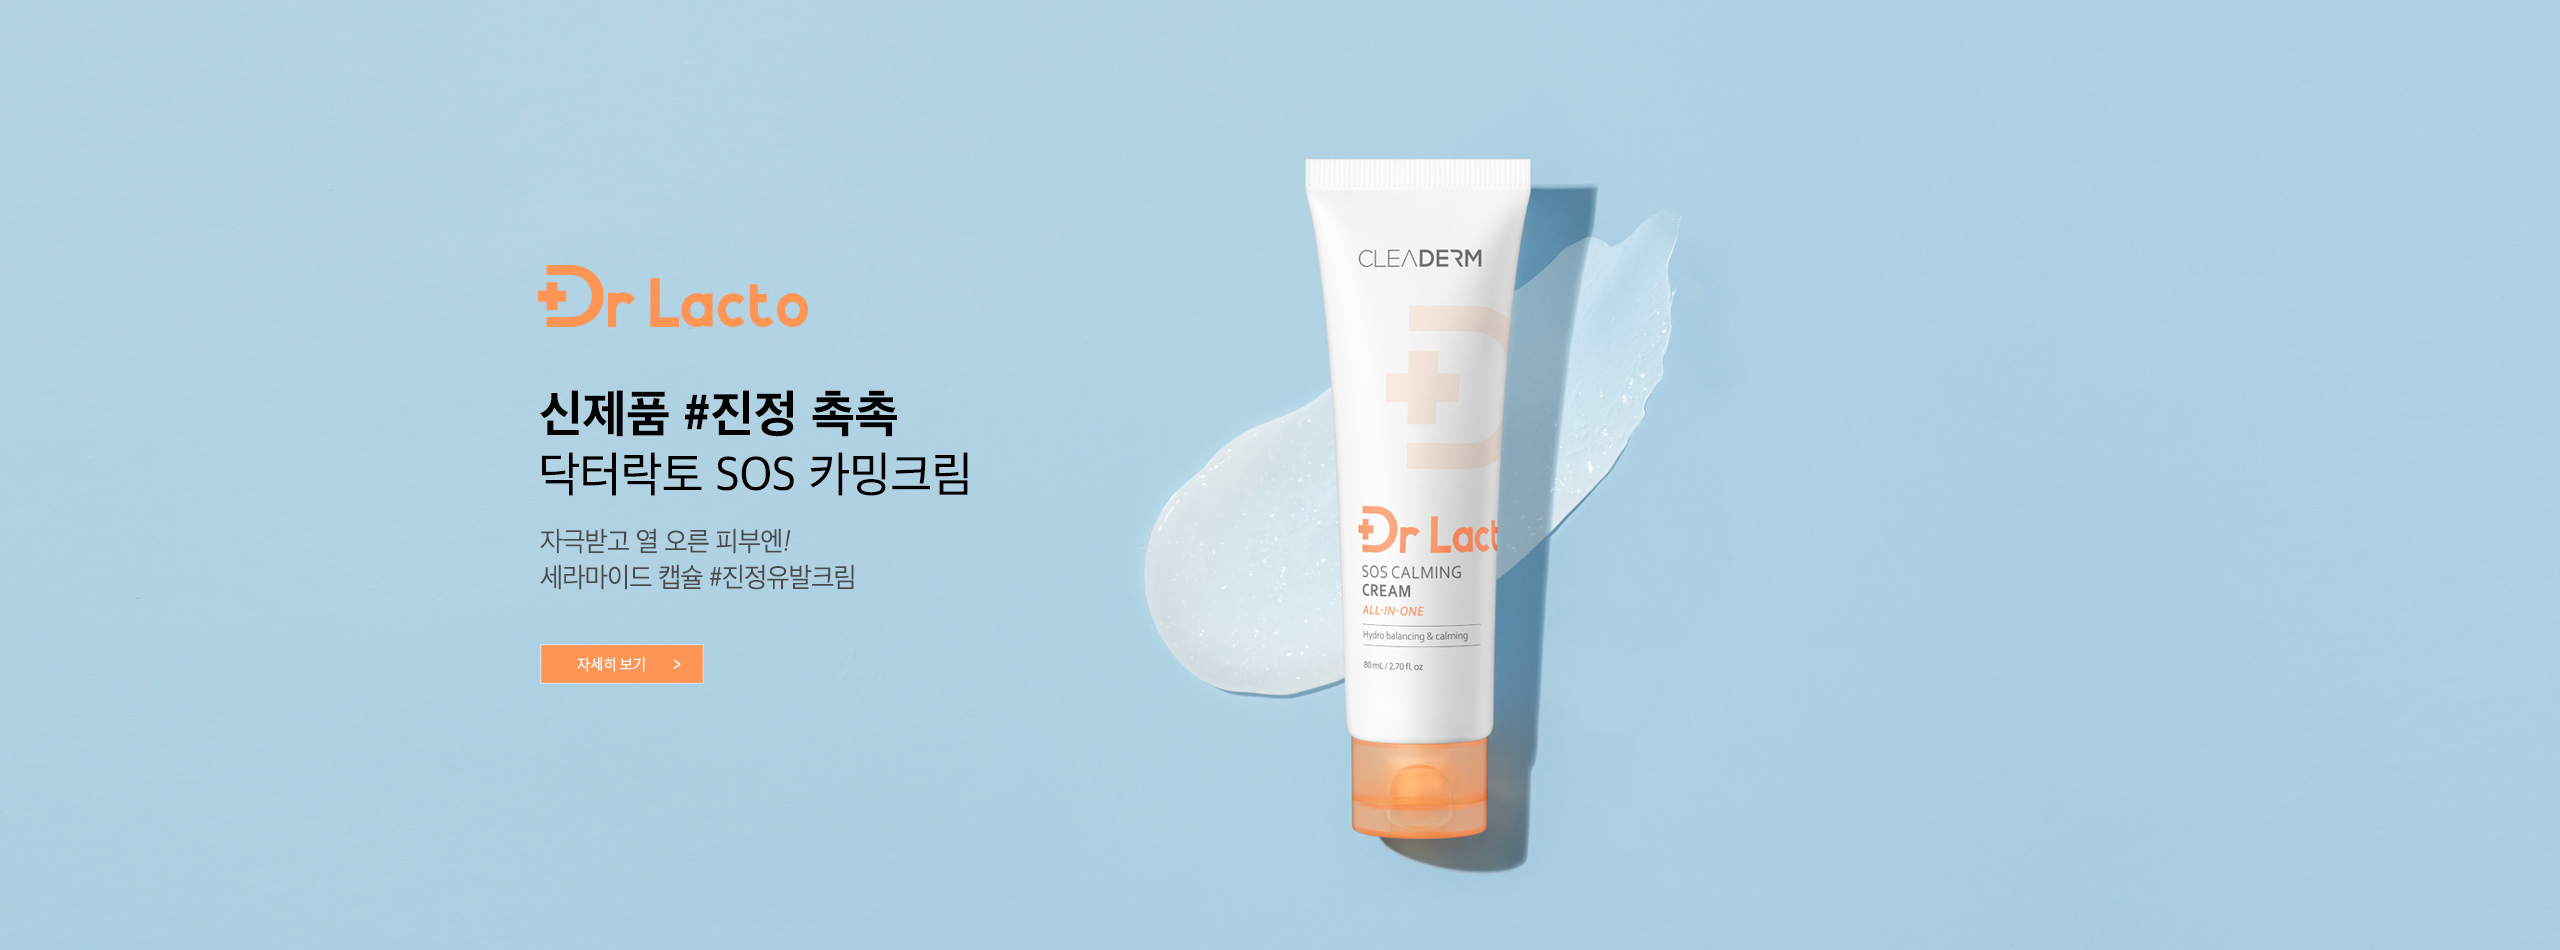 Dr Lacto
신제품 #진정 촉촉
닥터락토 SOS 카밍크림
자극받고 열 오른 피부엔!
세라마이드 캡슐 #진정유발크림
자세히 보기 >
CLEADERM
D
Dr Lact
SOS CALMING
CREAM
ALL-IN-ONE
Hydro balancing & calming
80 mL / 2.70 fl. oz